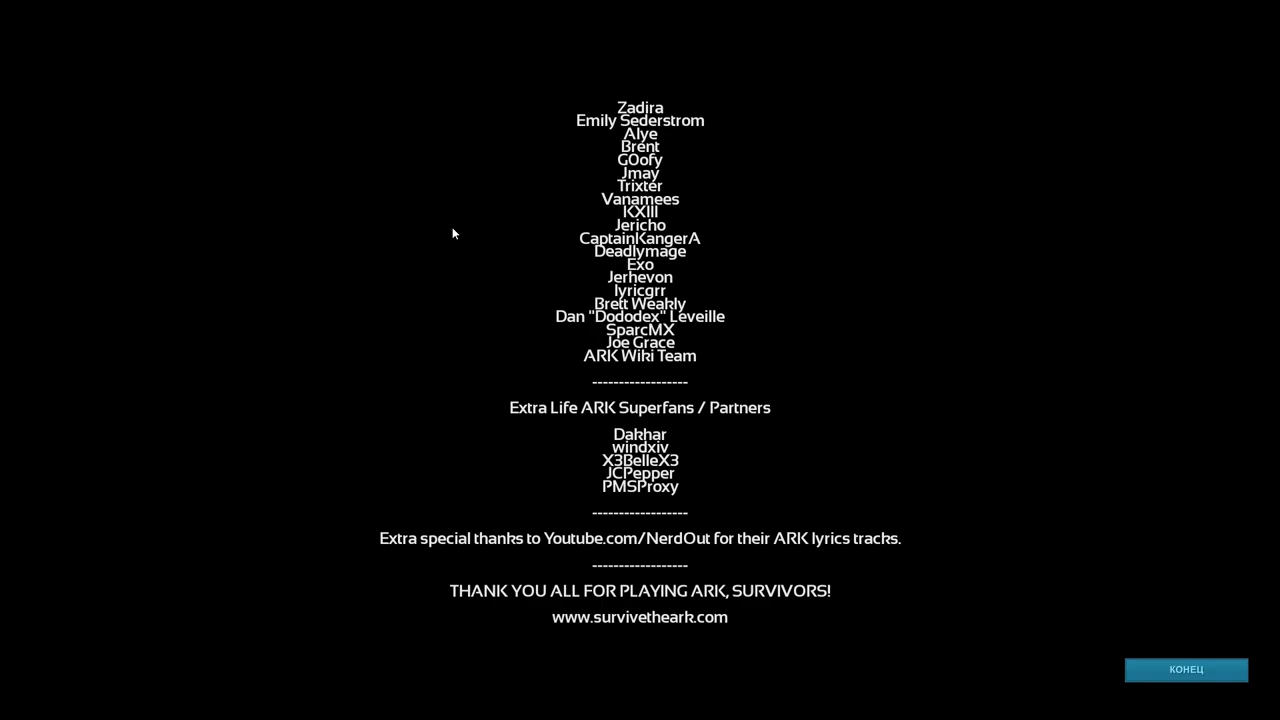 Zadira
Emily Sederstrom
Alye
Brent
G0ofy
Jmay
Trixter
Vanamees
KXIII
Jericho
CaptainKangerA
Deadlymage
Exo
Jerhevon
lyricgrr
Brett Weakly
Dan "Dododex" Leveille
SparcMX
Joe Grace
ARK Wiki Team
------------------
Extra Life ARK Superfans / Partners
Dakhar
windxiv
X3BelleX3
JCPepper
PMSProxy
------------------
Extra special thanks to Youtube.com/NerdOut for their ARK lyrics tracks.
------------------
THANK YOU ALL FOR PLAYING ARK, SURVIVORS!
www.survivetheark.com
КОНЕЦ